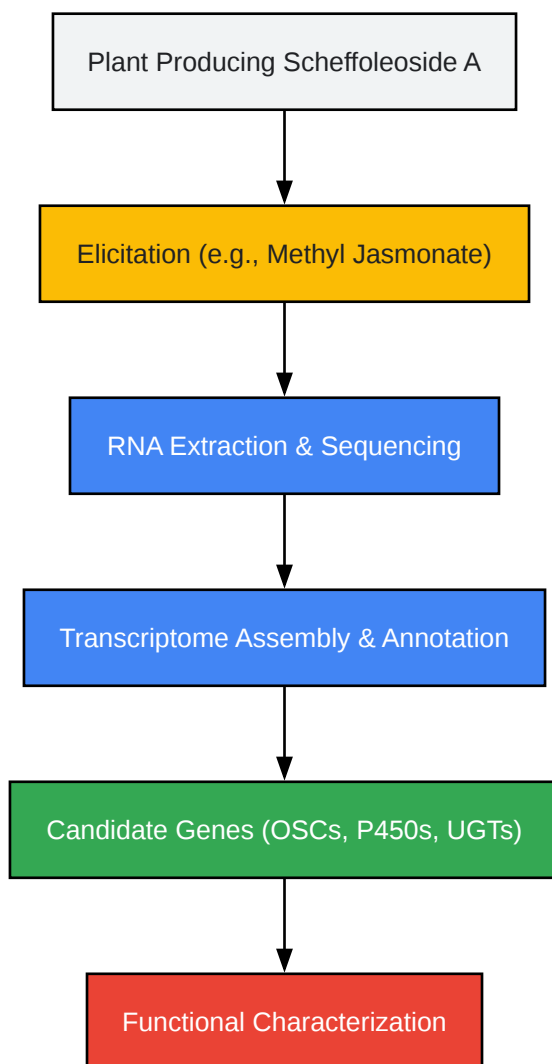 Plant Producing Scheffoleoside A
Elicitation (e.g., Methyl Jasmonate)
RNA Extraction & Sequencing
Transcriptome Assembly & Annotation
Candidate Genes (OSCs, P450s, UGTs)
Functional Characterization